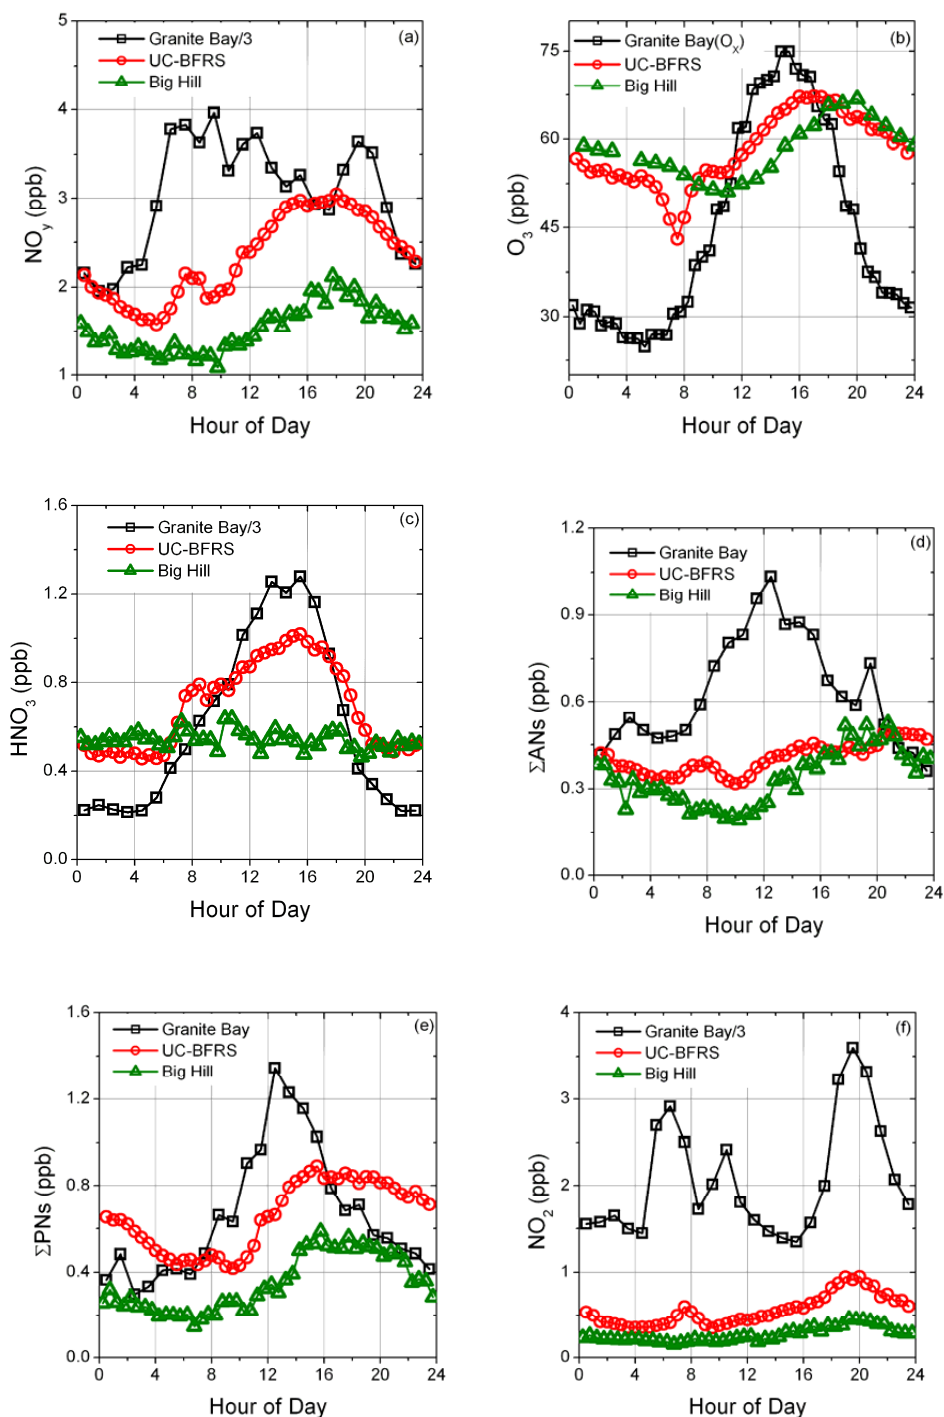 (a)
Granite Bay/3
UC-BFRS
Big Hill
NOy (ppb)
5
4
3
2
1
0 4 8 12 16 20 24
Hour of Day
(b)
Granite Bay(OX)
UC-BFRS
Big Hill
O3 (ppb)
75
60
45
30
0 4 8 12 16 20 24
Hour of Day
(c)
Granite Bay/3
UC-BFRS
Big Hill
HNO3 (ppb)
1.6
1.2
0.8
0.4
0.0
0 4 8 12 16 20 24
Hour of Day
(d)
Granite Bay
UC-BFRS
Big Hill
ΣANs (ppb)
1.2
0.9
0.6
0.3
0.0
0 4 8 12 16 20 24
Hour of Day
(e)
Granite Bay
UC-BFRS
Big Hill
ΣPNs (ppb)
1.6
1.2
0.8
0.4
0.0
0 4 8 12 16 20 24
Hour of Day
(f)
Granite Bay/3
UC-BFRS
Big Hill
NO2 (ppb)
4
3
2
1
0
0 4 8 12 16 20 24
Hour of Day